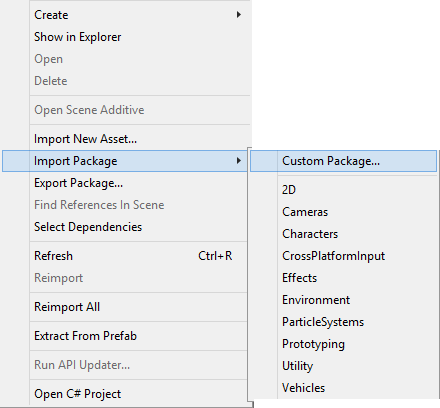 Create
Show in Explorer
Open
Delete
Open Scene Additive
Import New Asset...
Import Package
Export Package...
Find References In Scene
Select Dependencies
Refresh Ctrl+R
Reimport
Reimport All
Extract From Prefab
Run API Updater...
Open C# Project
Custom Package...
2D
Cameras
Characters
CrossPlatformInput
Effects
Environment
ParticleSystems
Prototyping
Utility
Vehicles